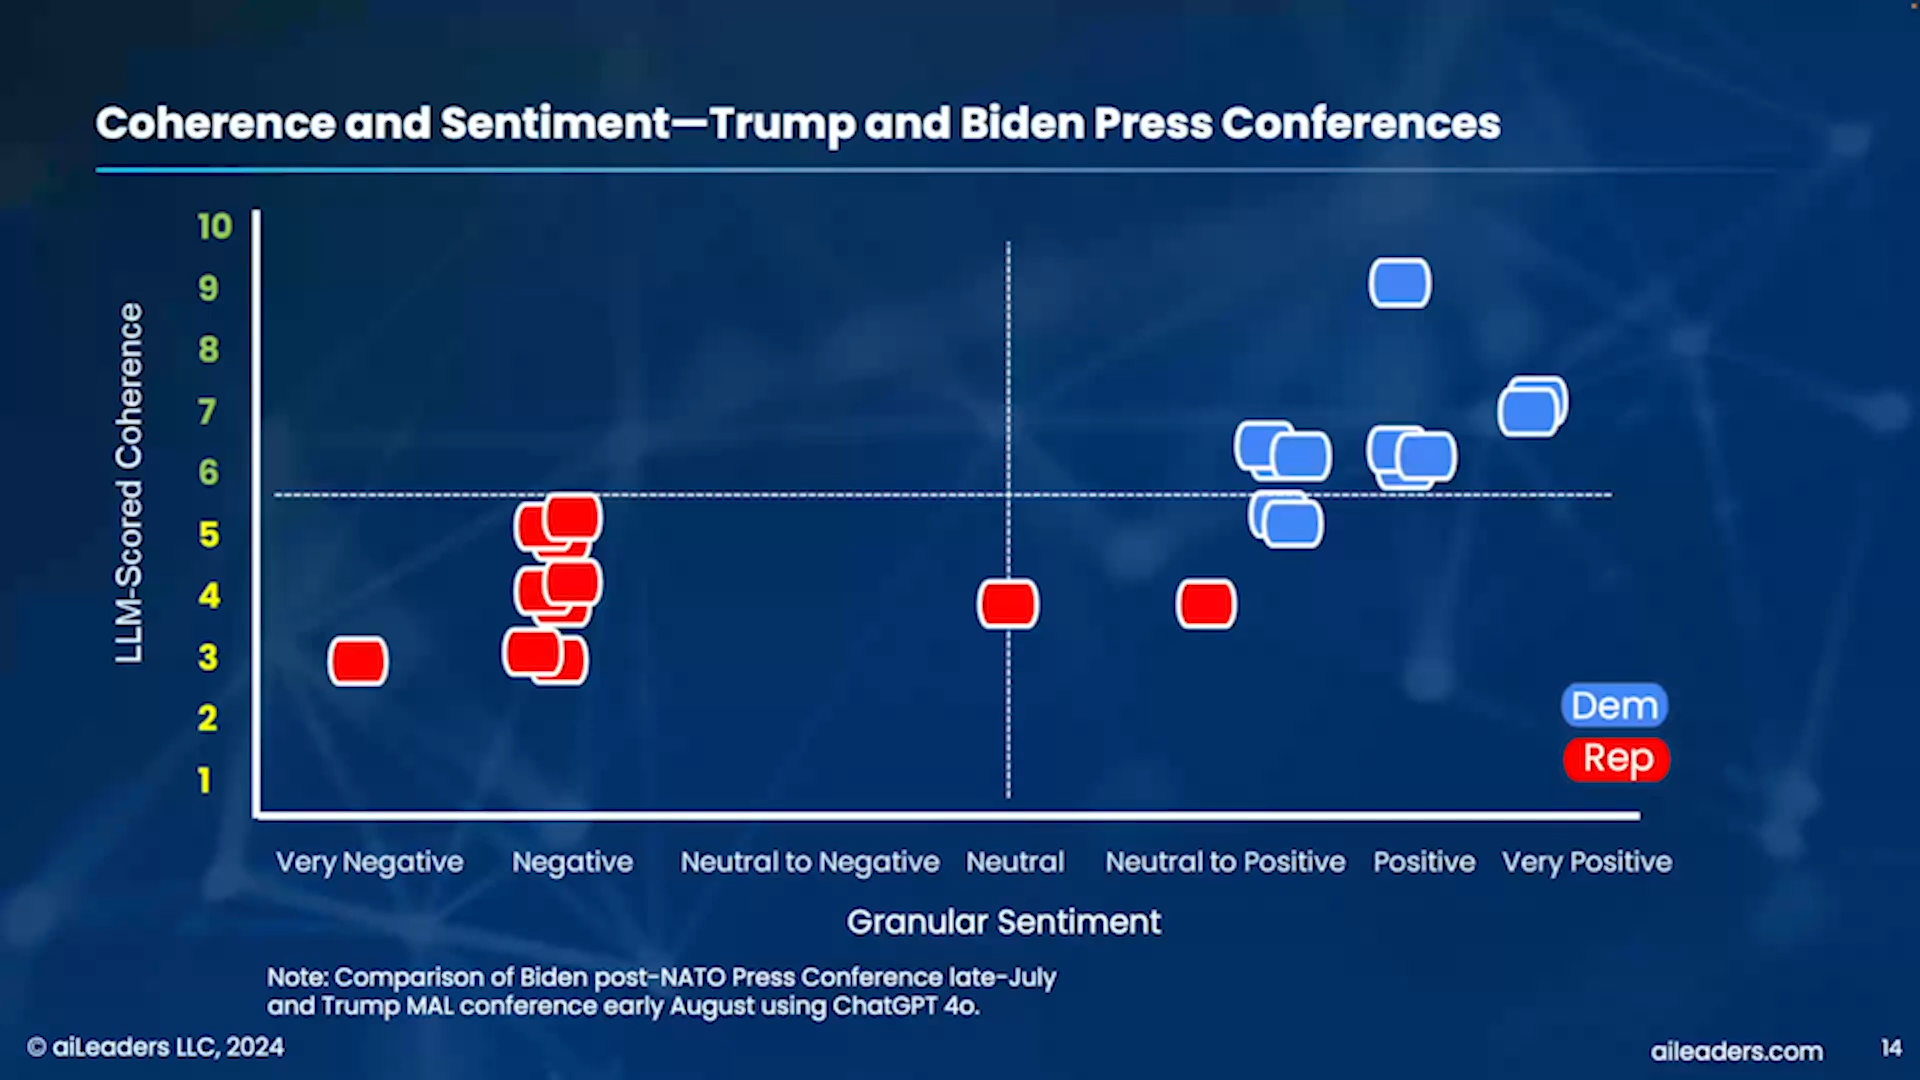 Coherence and Sentiment—Trump and Biden Press Conferences
LLM-Scored Coherence
10
9
8
7
6
5
4
3
2
1
Dem
Rep
Very Negative
Negative
Neutral to Negative
Neutral
Neutral to Positive
Positive
Very Positive
Granular Sentiment
Note: Comparison of Biden post-NATO Press Conference late-July
and Trump MAL conference early August using ChatGPT 4o.
© aiLeaders LLC, 2024
aileaders.com
14